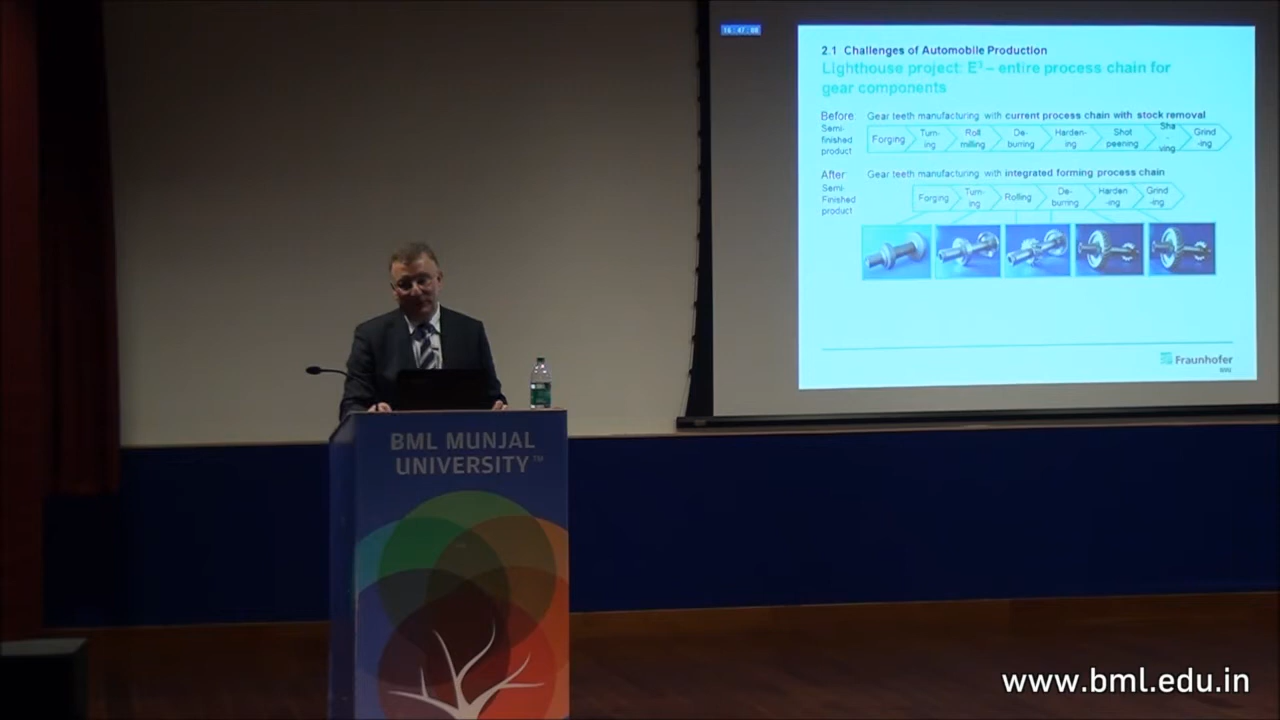 16:47:08
2.1 Challenges of Automobile Production
Lighthouse project: E³ – entire process chain for
gear components
Before: Gear teeth manufacturing with current process chain with stock removal
Semi-
finished
product
Forging
Turn-
ing
Roll
milling
De-
burring
Harden-
ing
Shot
peening
Sha
-
ving
Grind
-ing
After: Gear teeth manufacturing with integrated forming process chain
Semi-
Finished
product
Forging
Turn-
ing
Rolling
De-
burring
Harden
-ing
Grind
-ing
Fraunhofer
IWU
BML MUNJAL
UNIVERSITY™
www.bml.edu.in